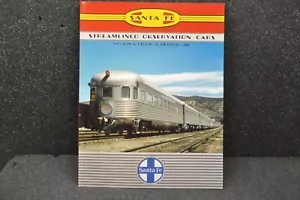 SANTA FE
STREAMLINED OBSERVATION CARS
Santa Fe